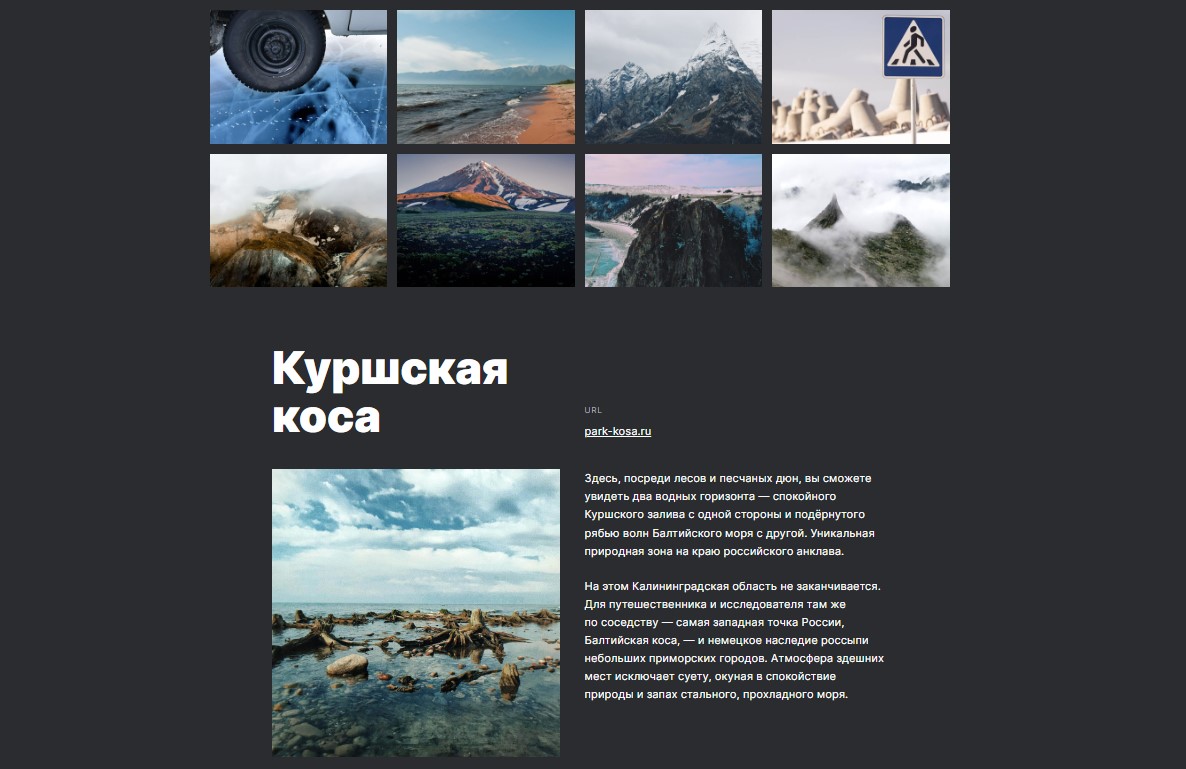 Куршская
коса
URL
park-kosa.ru
Здесь, посреди лесов и песчаных дюн, вы сможете
увидеть два водных горизонта — спокойного
Куршского залива с одной стороны и подёрнутого
рябью волн Балтийского моря с другой. Уникальная
природная зона на краю российского анклава.
На этом Калининградская область не заканчивается.
Для путешественника и исследователя там же
по соседству — самая западная точка России,
Балтийская коса, — и немецкое наследие россыпи
небольших приморских городов. Атмосфера здешних
мест исключает суету, окуная в спокойствие
природы и запах стального, прохладного моря.